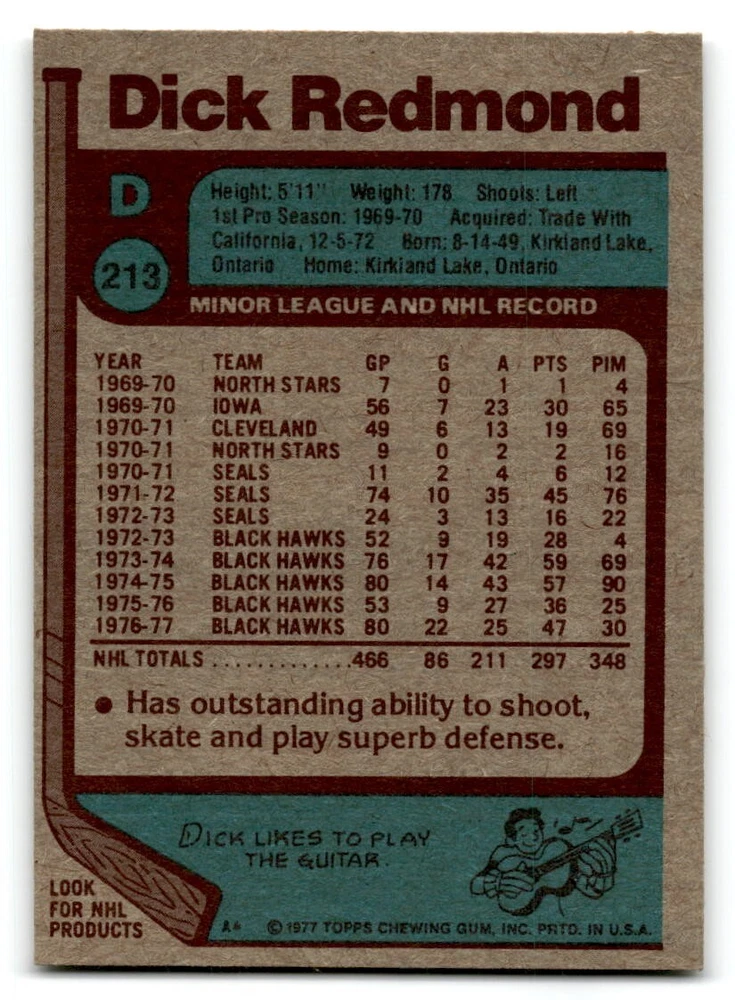 Dick Redmond
D
213
Height: 5'11" Weight: 178 Shoots: Left
1st Pro Season: 1969-70 Acquired: Trade With
California, 12-5-72 Born: 8-14-49, Kirkland Lake,
Ontario Home: Kirkland Lake, Ontario
MINOR LEAGUE AND NHL RECORD
YEAR TEAM GP G A PTS PIM
1969-70 NORTH STARS 7 0 1 1 4
1969-70 IOWA 56 7 23 30 65
1970-71 CLEVELAND 49 6 13 19 69
1970-71 NORTH STARS 9 0 2 2 16
1970-71 SEALS 11 2 4 6 12
1971-72 SEALS 74 10 35 45 76
1972-73 SEALS 24 3 13 16 22
1972-73 BLACK HAWKS 52 9 19 28 4
1973-74 BLACK HAWKS 76 17 42 59 69
1974-75 BLACK HAWKS 80 14 43 57 90
1975-76 BLACK HAWKS 53 9 27 36 25
1976-77 BLACK HAWKS 80 22 25 47 30
NHL TOTALS ............466 86 211 297 348
● Has outstanding ability to shoot,
skate and play superb defense.
DICK LIKES TO PLAY
THE GUITAR.
LOOK
FOR NHL
PRODUCTS
A* © 1977 TOPPS CHEWING GUM, INC. PRTD. IN U.S.A.